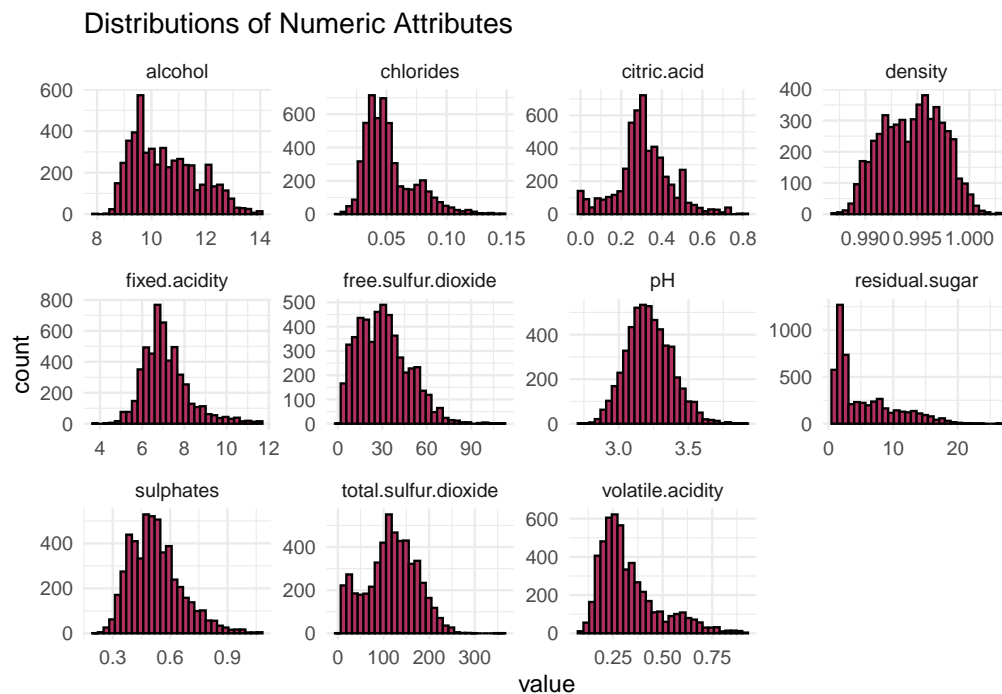 Distributions of Numeric Attributes
alcohol chlorides citric.acid density
600 400
600 600 300
400 400 400 200
200 200 200 100
0 0 0 0
8 10 12 14 0.05 0.10 0.15 0.0 0.2 0.4 0.6 0.8 0.990 0.995 1.000
fixed.acidity free.sulfur.dioxide pH residual.sugar
800 500
600 400 400 1000
400 300 200 500
200 200
100
0 0 0 0
4 6 8 10 12 0 30 60 90 3.0 3.5 0 10 20
sulphates total.sulfur.dioxide volatile.acidity
600
400 400 400
200 200 200
0 0 0
0.3 0.6 0.9 0 100 200 300 0.25 0.50 0.75
count
value